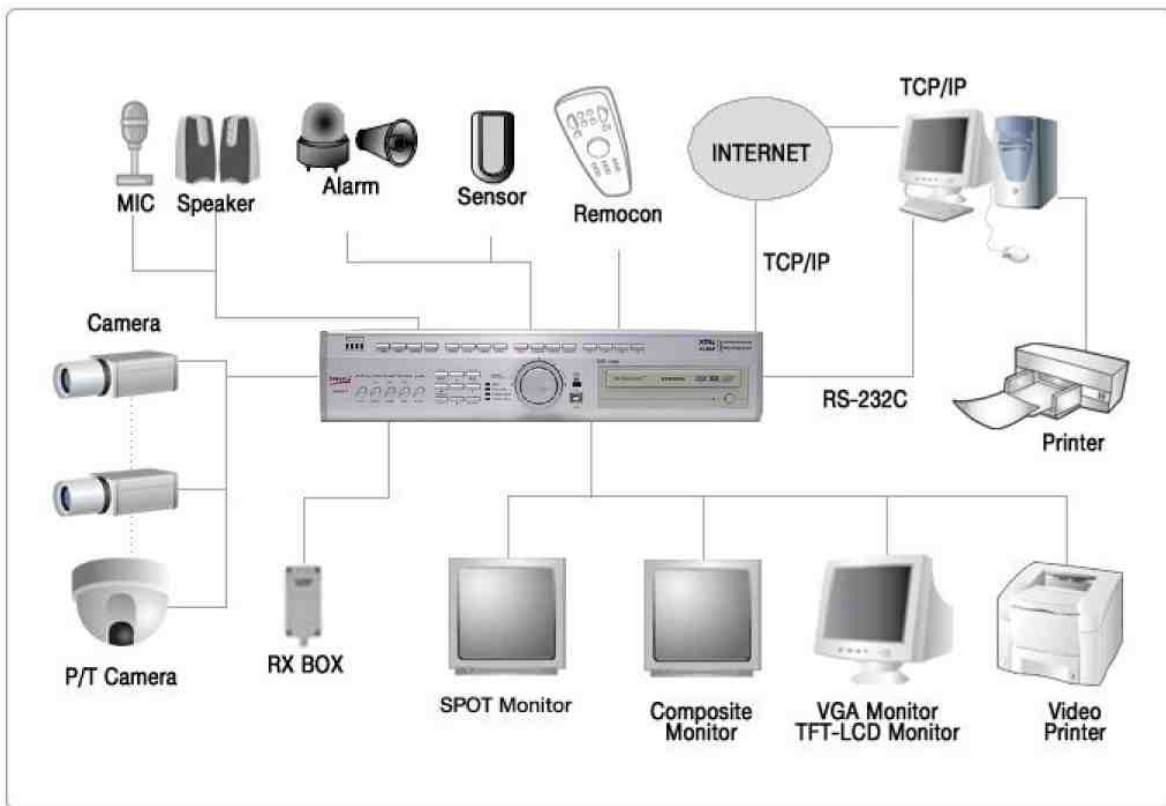 TCP/IP
INTERNET
MIC
Speaker
Alarm
Sensor
Remocon
TCP/IP
Camera
RS-232C
Printer
P/T Camera
RX BOX
SPOT Monitor
Composite
Monitor
VGA Monitor
TFT-LCD Monitor
Video
Printer